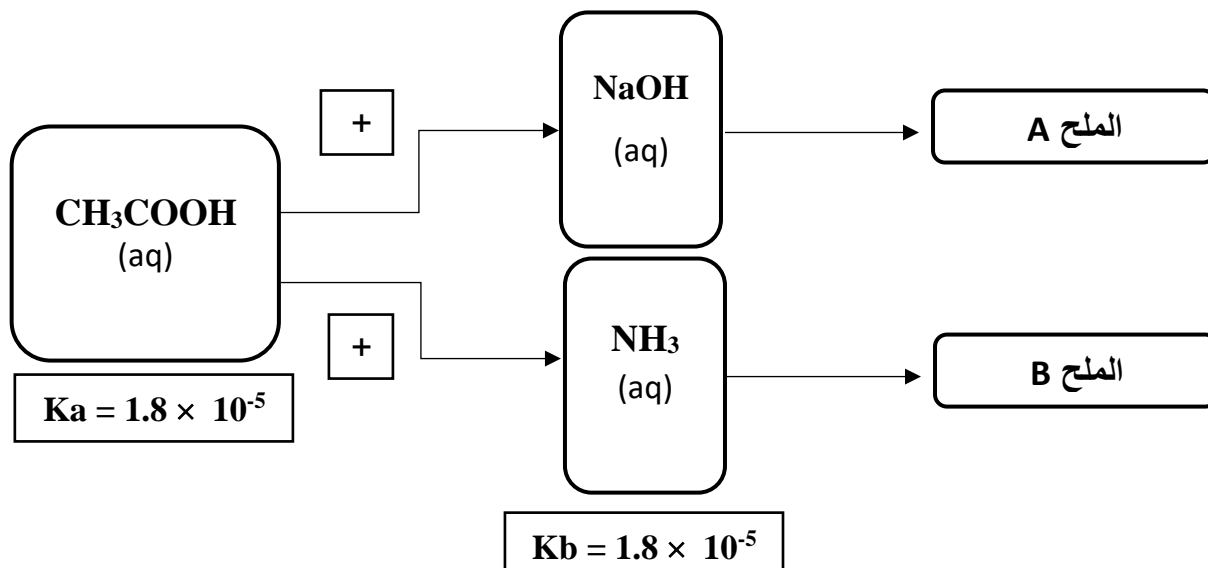 NaOH
(aq)
+
الملح A
CH₃COOH
(aq)
+
NH₃
(aq)
الملح B
Ka = 1.8 × 10⁻⁵
Kb = 1.8 × 10⁻⁵